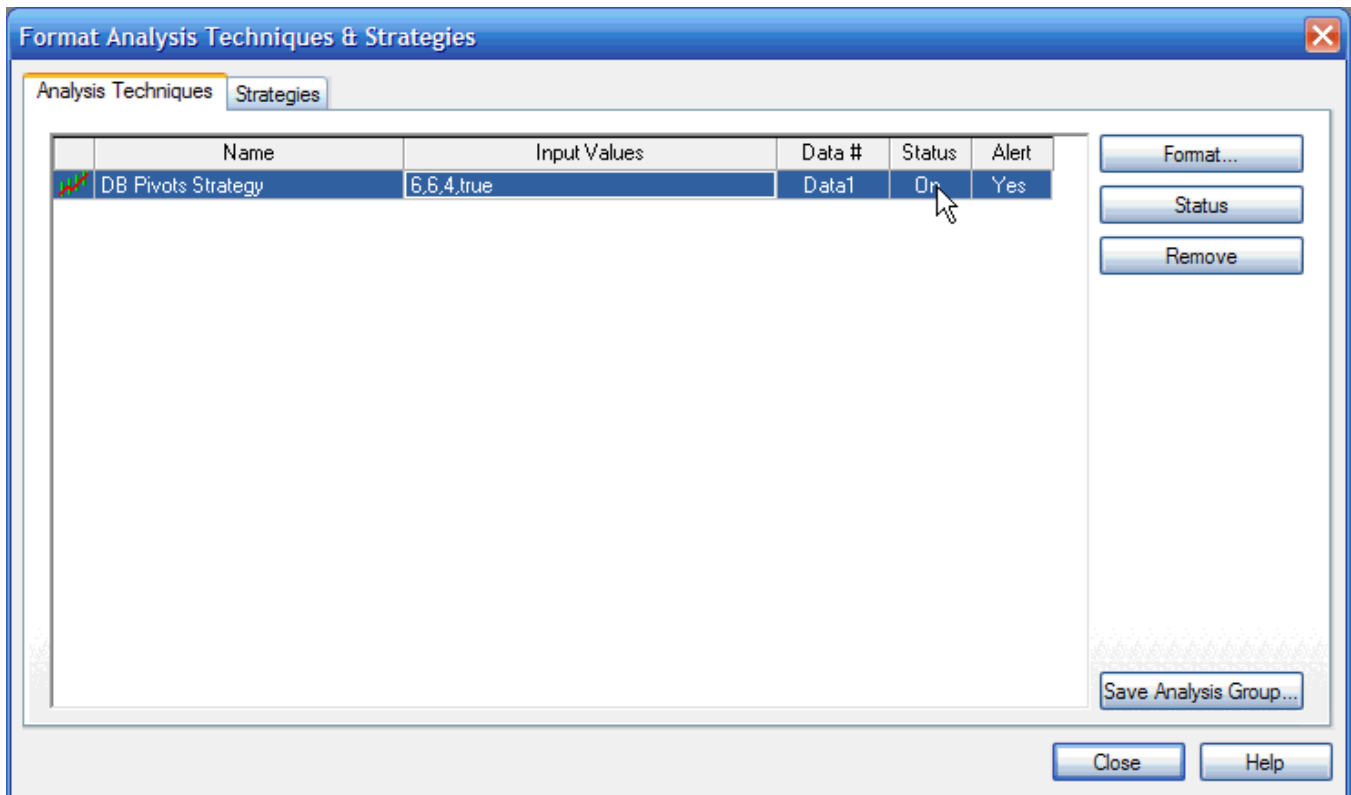 Format Analysis Techniques & Strategies
Analysis Techniques Strategies
Name Input Values Data # Status Alert
DB Pivots Strategy 6,6,4,true Data1 On Yes
Format...
Status
Remove
Save Analysis Group...
Close Help